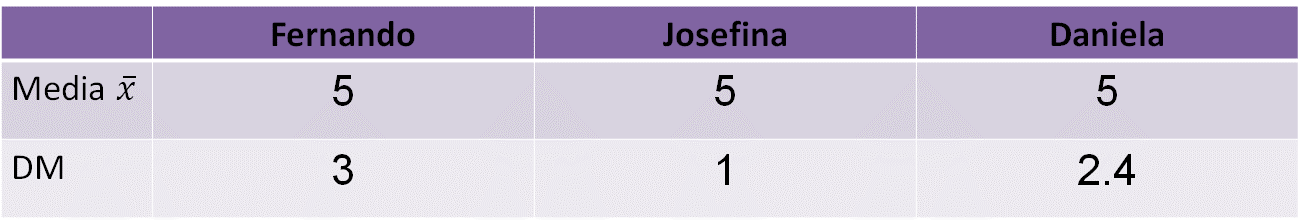 Fernando Josefina Daniela
Media x̄ 5 5 5
DM 3 1 2.4